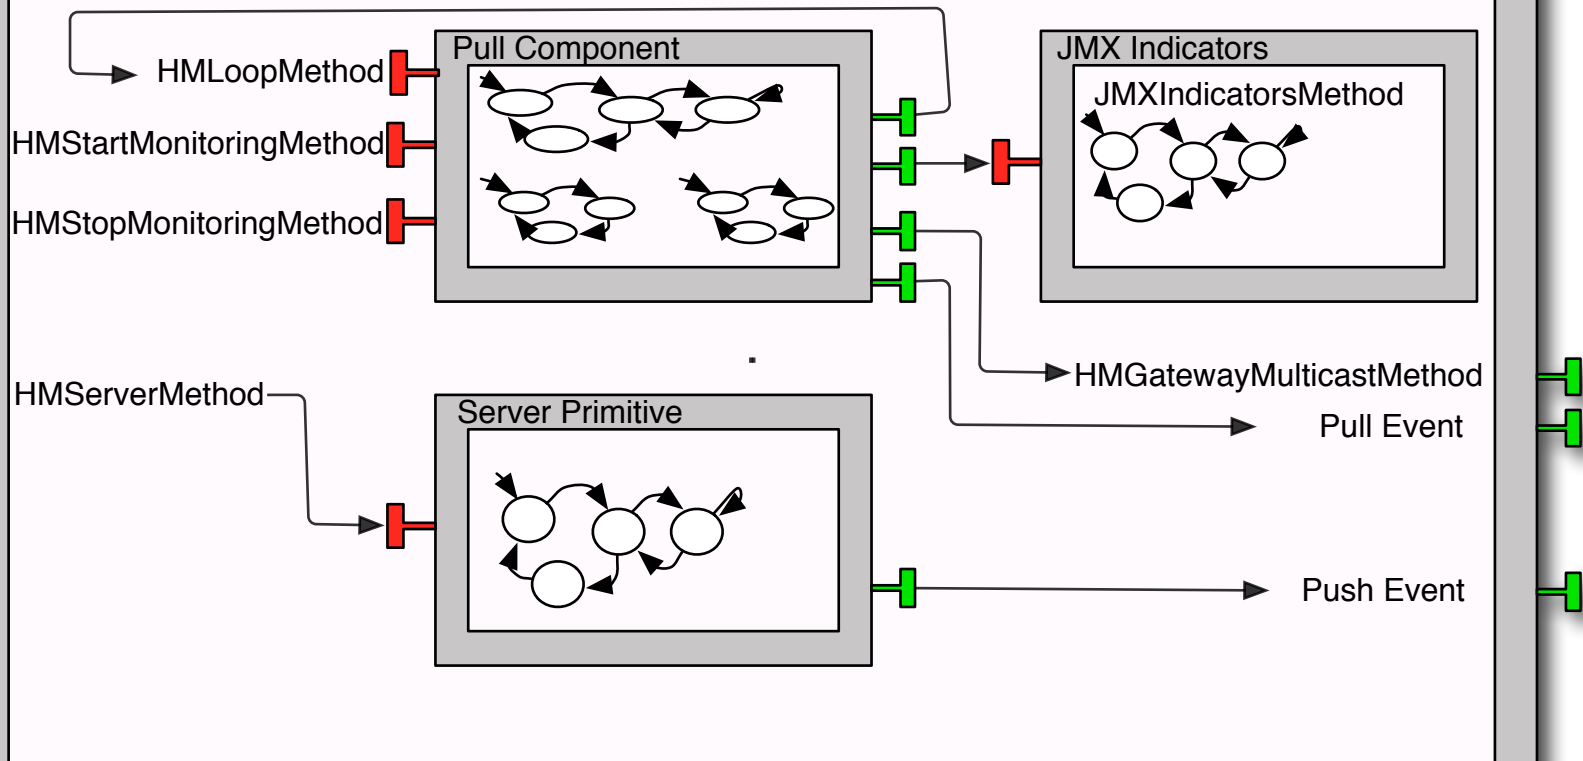 Pull Component
JMX Indicators
HMLoopMethod
JMXIndicatorsMethod
HMStartMonitoringMethod
HMStopMonitoringMethod
HMGatewayMulticastMethod
HMServerMethod
Server Primitive
Pull Event
Push Event